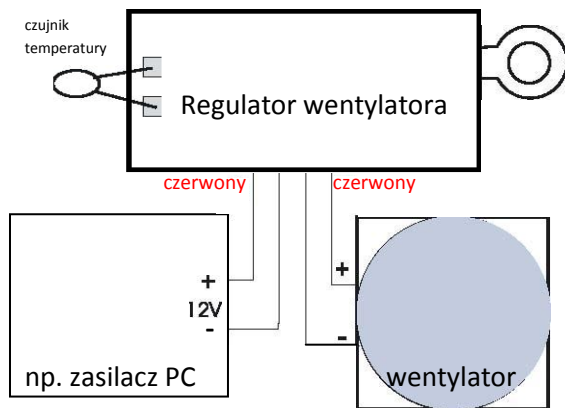 czujnik
temperatury
Regulator wentylatora
czerwony
czerwony
+
12V
-
+
-
np. zasilacz PC
wentylator